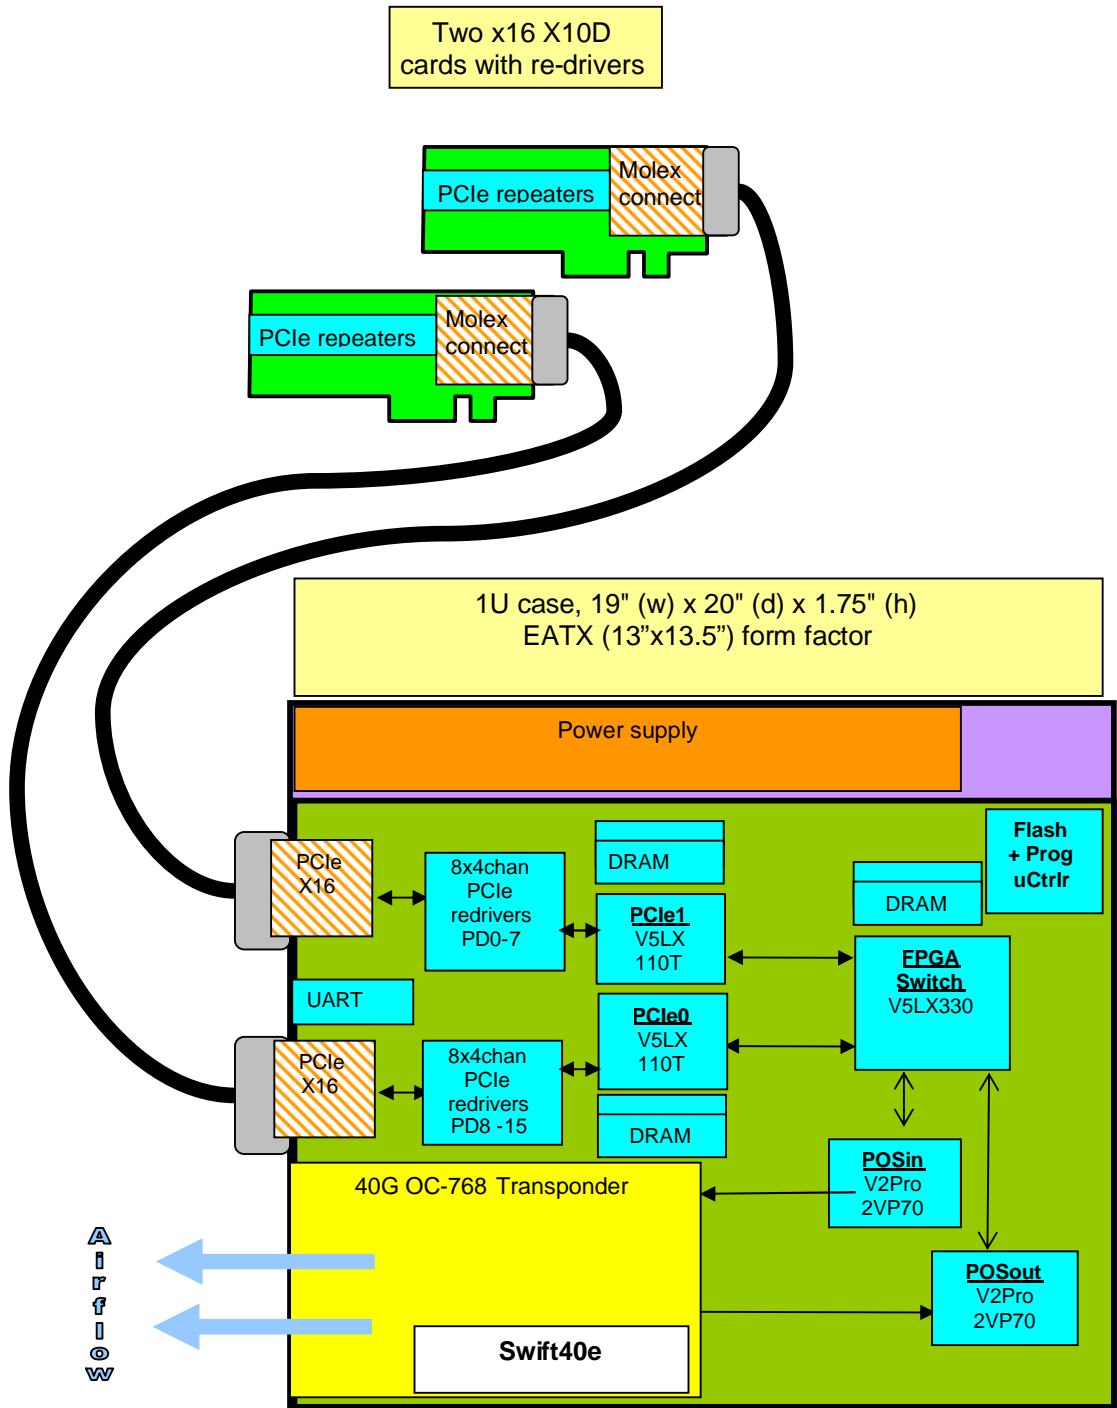 Two x16 X10D
cards with re-drivers
PCIe repeaters
Molex
connect
PCIe repeaters
Molex
connect
1U case, 19" (w) x 20" (d) x 1.75" (h)
EATX (13”x13.5”) form factor
Power supply
PCIe
X16
8x4chan
PCIe
redrivers
PD0-7
DRAM
PCIe1
V5LX
110T
DRAM
Flash
+ Prog
uCtrlr
FPGA
Switch
V5LX330
UART
PCIe0
V5LX
110T
PCIe
X16
8x4chan
PCIe
redrivers
PD8 -15
DRAM
POSin
V2Pro
2VP70
40G OC-768 Transponder
POSout
V2Pro
2VP70
Swift40e
Airflow